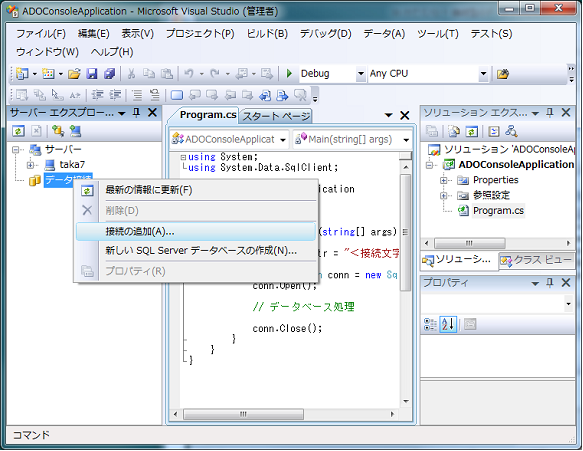 ADOConsoleApplication - Microsoft Visual Studio (管理者)
ファイル(F) 編集(E) 表示(V) プロジェクト(P) ビルド(B) デバッグ(D) データ(A) ツール(T) テスト(S)
ウィンドウ(W) ヘルプ(H)
Debug Any CPU
サーバー エクスプロー...
サーバー
taka7
データ接続
最新の情報に更新(F)
削除(D)
接続の追加(A)...
新しい SQL Server データベースの作成(N)...
プロパティ(R)
Program.cs スタート ページ
ADOConsoleApplicat Main(string[] args)
using System;
using System.Data.SqlClient;
ication
(string[] args)
tr = "<接続文字
n conn = new Sq
conn.Open();
// データベース処理
conn.Close();
}
}
}
ソリューション エクス...
ソリューション 'ADOC
ADOConsoleApplication
Properties
参照設定
Program.cs
ソリューシ... クラス ビュー
プロパティ
コマンド